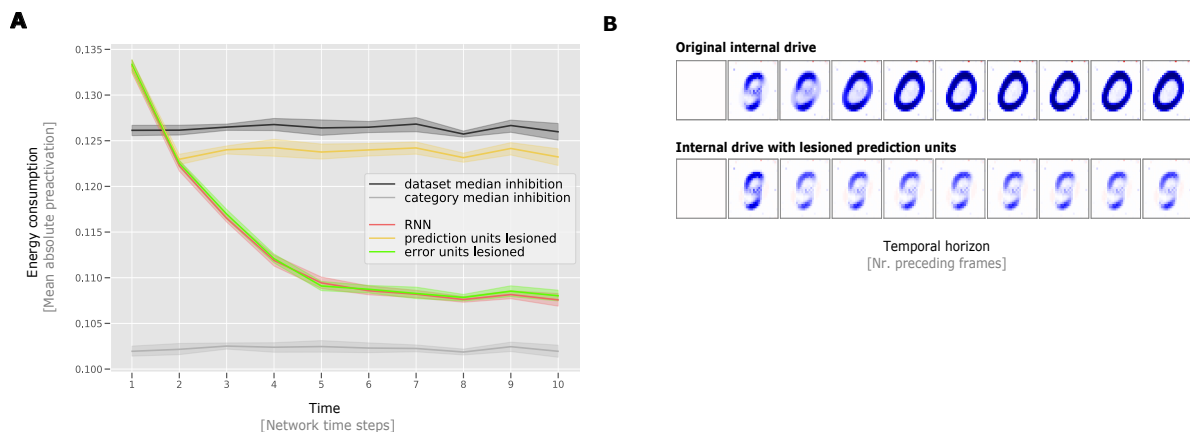 A
0.135
0.130
0.125
0.120
0.115
0.110
0.105
0.100
Energy consumption
[Mean absolute preactivation]
dataset median inhibition
category median inhibition
RNN
prediction units lesioned
error units lesioned
1 2 3 4 5 6 7 8 9 10
Time
[Network time steps]
B
Original internal drive
Internal drive with lesioned prediction units
Temporal horizon
[Nr. preceding frames]